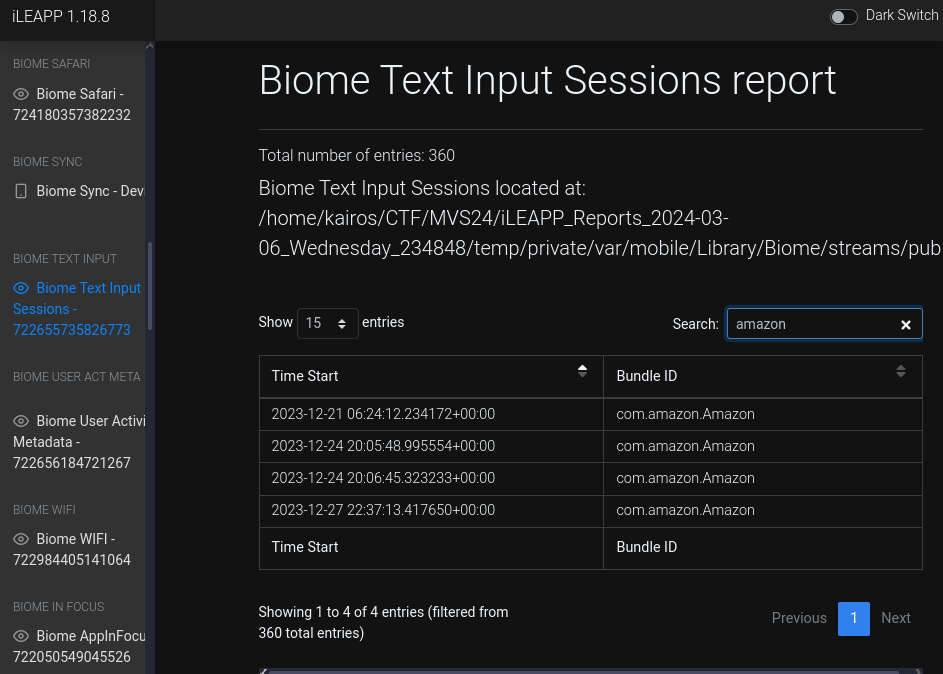 iLEAPP 1.18.8
Dark Switch
BIOME SAFARI
Biome Safari -
724180357382232
BIOME SYNC
Biome Sync - Devi
BIOME TEXT INPUT
Biome Text Input
Sessions -
722655735826773
BIOME USER ACT META
Biome User Activi
Metadata -
722656184721267
BIOME WIFI
Biome WIFI -
722984405141064
BIOME IN FOCUS
Biome AppInFocu
722050549045526
Biome Text Input Sessions report
Total number of entries: 360
Biome Text Input Sessions located at:
/home/kairos/CTF/MVS24/iLEAPP_Reports_2024-03-
06_Wednesday_234848/temp/private/var/mobile/Library/Biome/streams/pub
Show 15 entries
Search: amazon
Time Start Bundle ID
2023-12-21 06:24:12.234172+00:00 com.amazon.Amazon
2023-12-24 20:05:48.995554+00:00 com.amazon.Amazon
2023-12-24 20:06:45.323233+00:00 com.amazon.Amazon
2023-12-27 22:37:13.417650+00:00 com.amazon.Amazon
Time Start Bundle ID
Showing 1 to 4 of 4 entries (filtered from
360 total entries)
Previous 1 Next